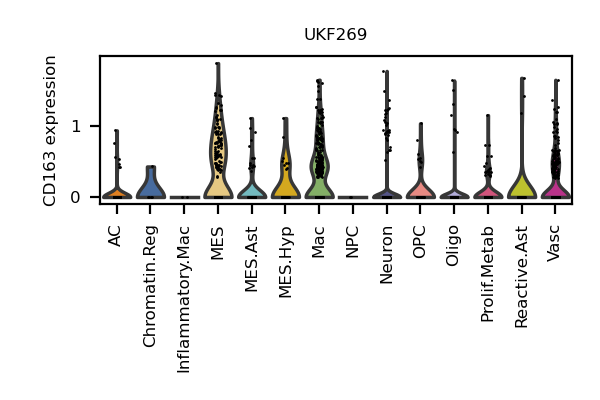 UKF269
CD163 expression
1
0
AC
Chromatin.Reg
Inflammatory.Mac
MES
MES.Ast
MES.Hyp
Mac
NPC
Neuron
OPC
Oligo
Prolif.Metab
Reactive.Ast
Vasc